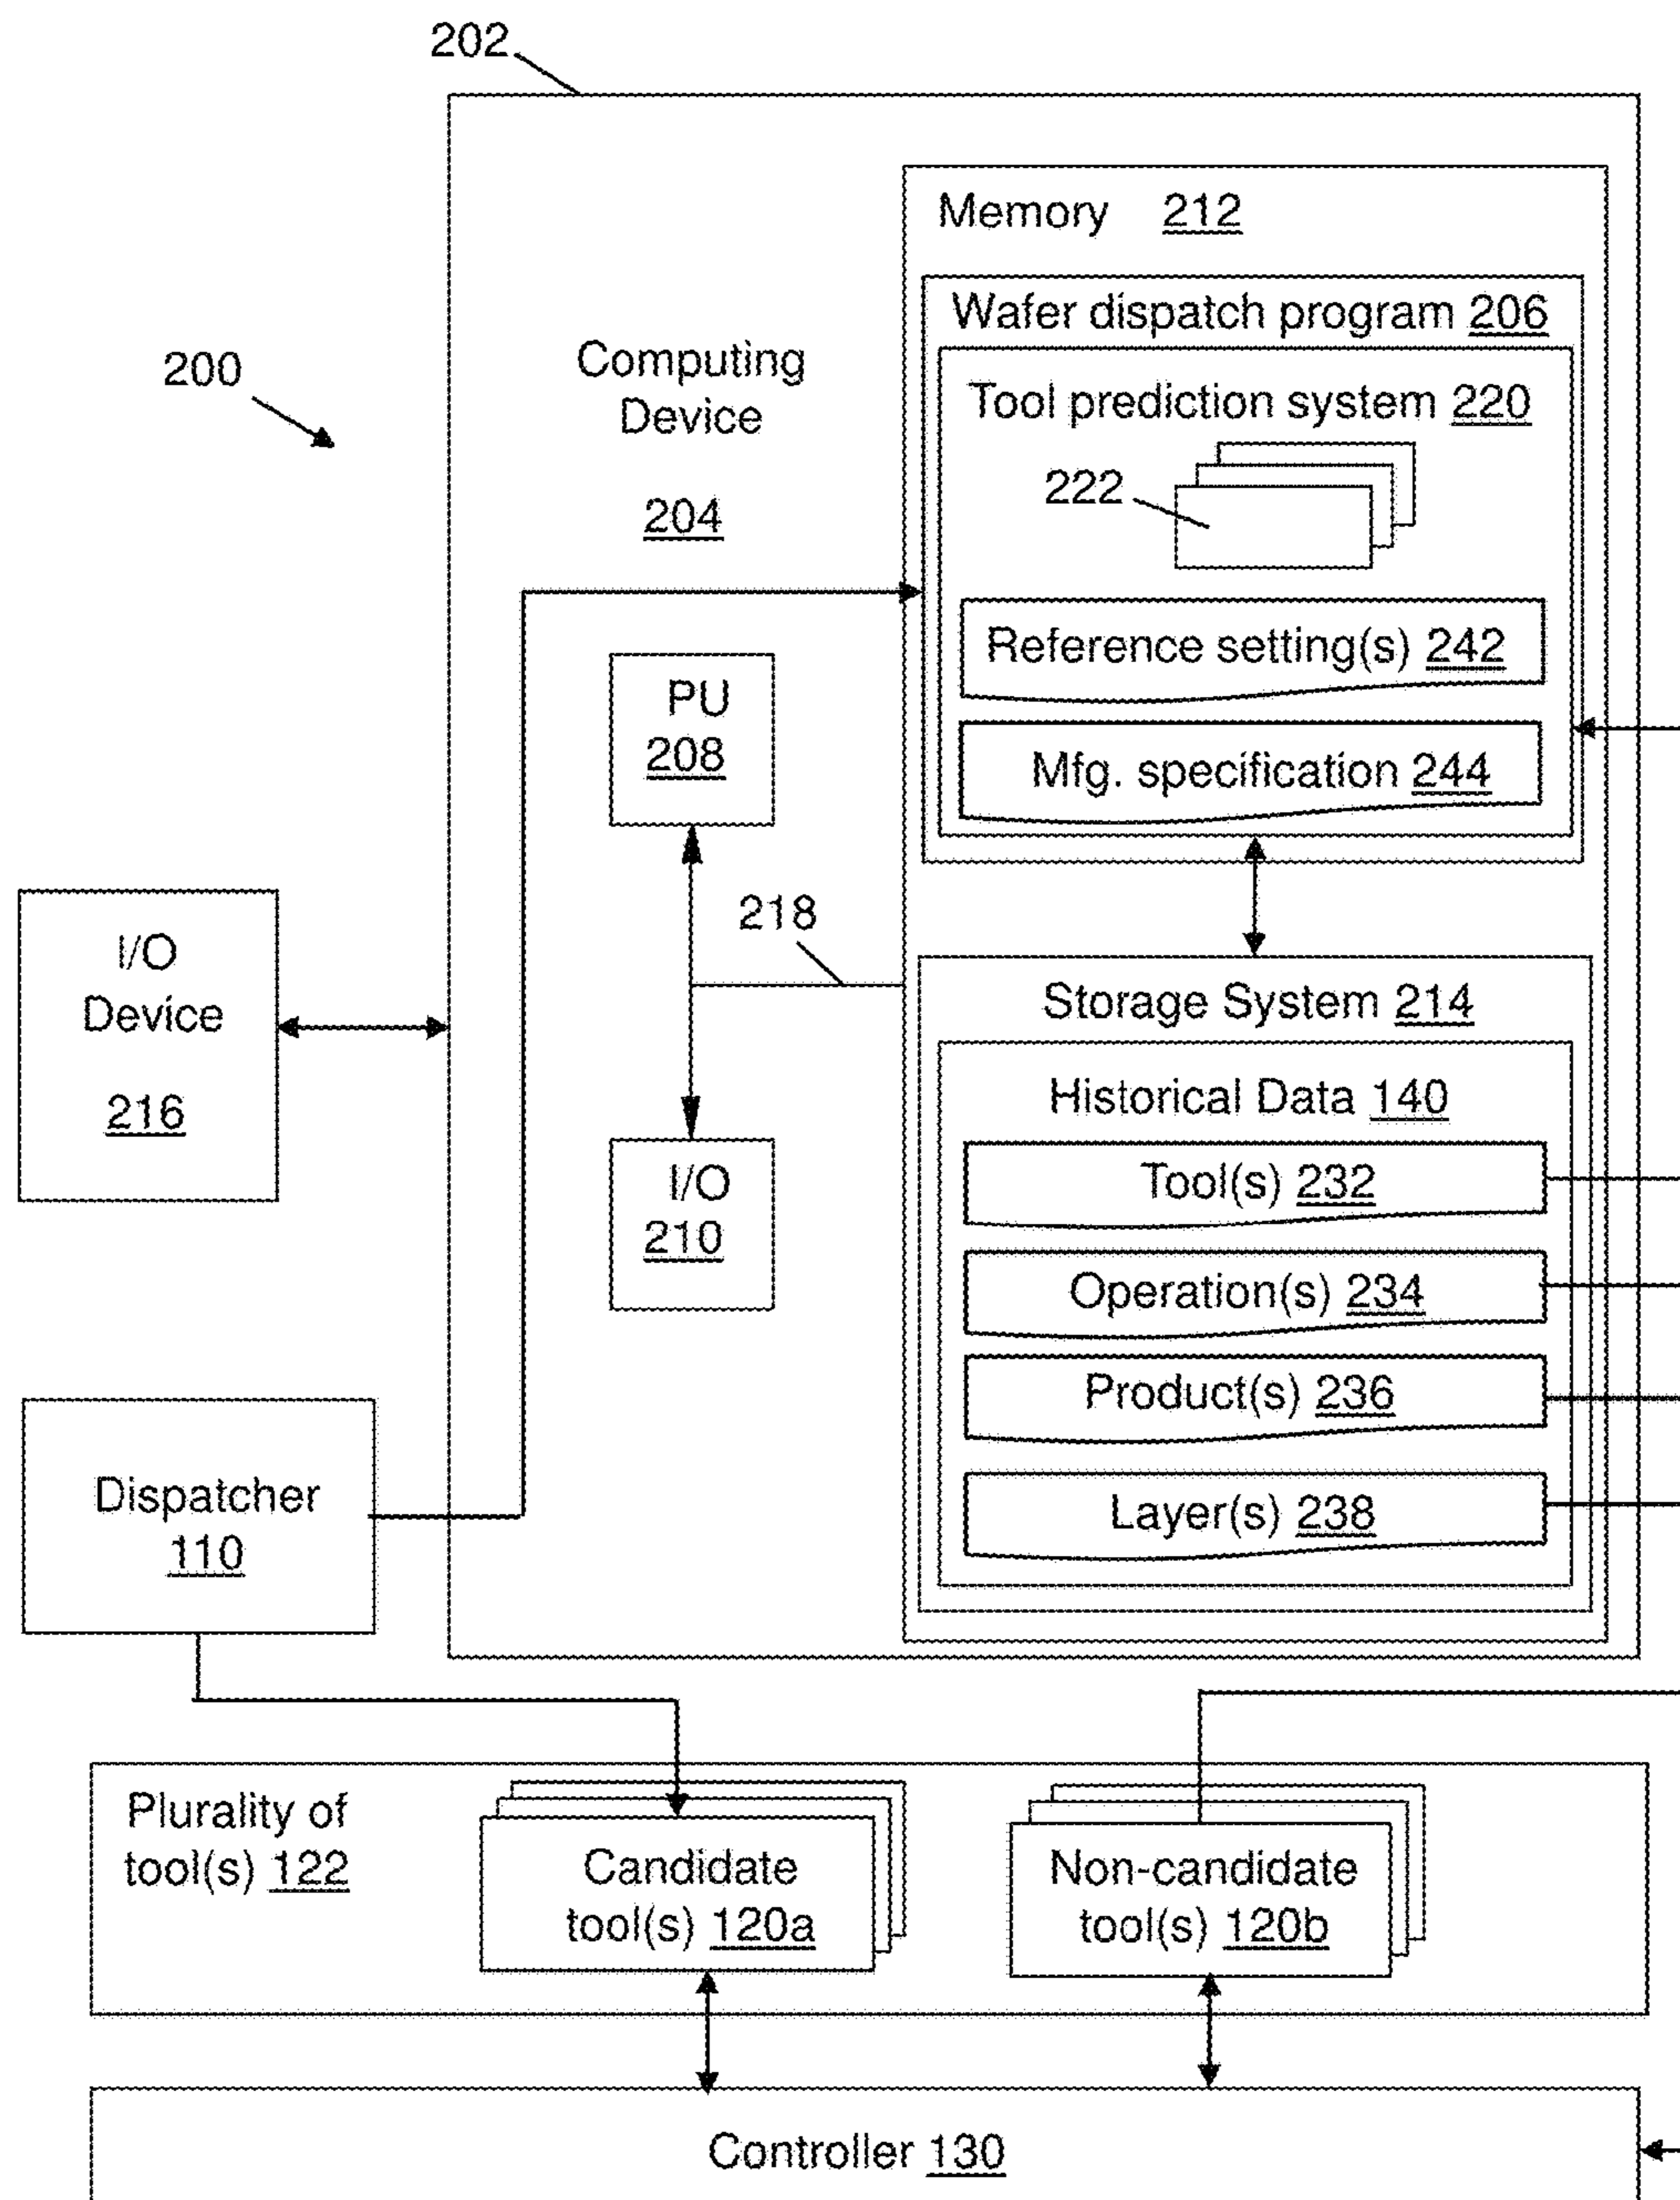 202
200
Computing
Device
204
Memory 212
Wafer dispatch program 206
Tool prediction system 220
222
Reference setting(s) 242
Mfg. specification 244
PU
208
218
I/O
210
I/O
Device
216
Storage System 214
Historical Data 140
Tool(s) 232
Operation(s) 234
Product(s) 236
Layer(s) 238
Dispatcher
110
Plurality of
tool(s) 122
Candidate
tool(s) 120a
Non-candidate
tool(s) 120b
Controller 130